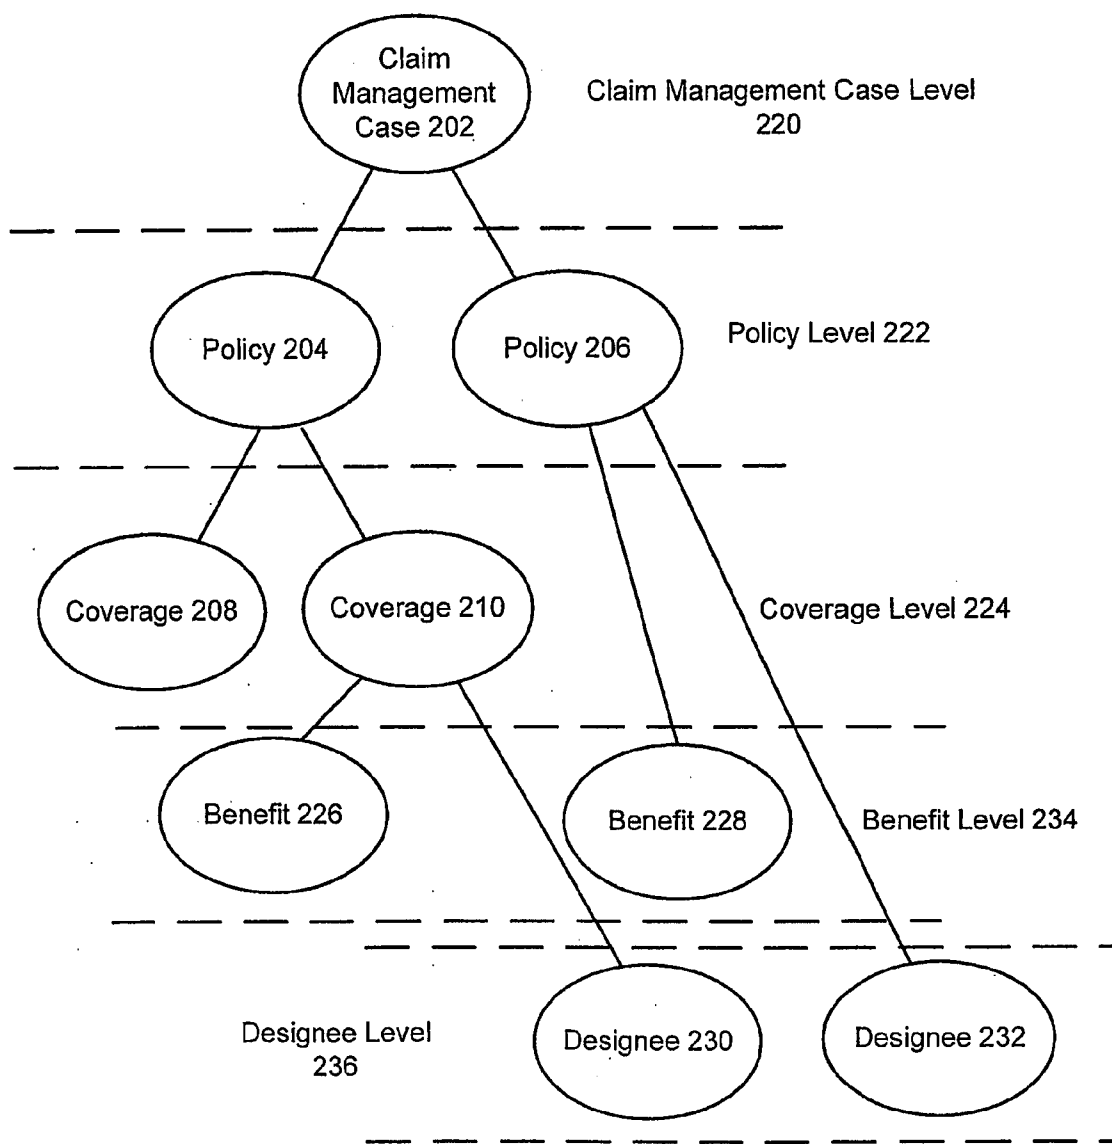 Claim
Management
Case 202
Claim Management Case Level
220
Policy 204
Policy 206
Policy Level 222
Coverage 208
Coverage 210
Coverage Level 224
Benefit 226
Benefit 228
Benefit Level 234
Designee Level
236
Designee 230
Designee 232